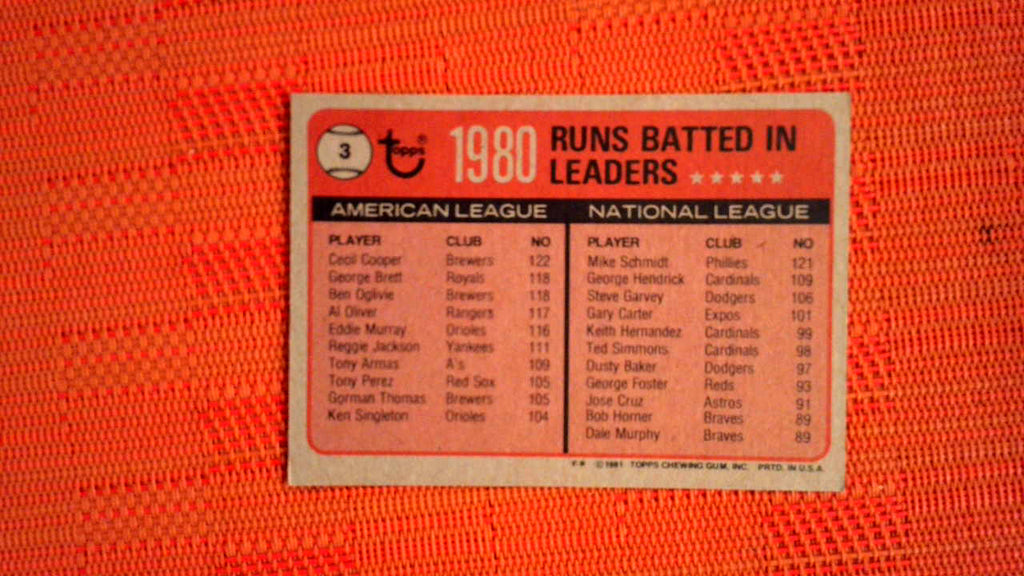 3 topps® 1980 RUNS BATTED IN
LEADERS
AMERICAN LEAGUE
PLAYER CLUB NO
Cecil Cooper Brewers 122
George Brett Royals 118
Ben Oglivie Brewers 118
Al Oliver Rangers 117
Eddie Murray Orioles 116
Reggie Jackson Yankees 111
Tony Armas A's 109
Tony Perez Red Sox 105
Gorman Thomas Brewers 105
Ken Singleton Orioles 104
NATIONAL LEAGUE
PLAYER CLUB NO
Mike Schmidt Phillies 121
George Hendrick Cardinals 109
Steve Garvey Dodgers 106
Gary Carter Expos 101
Keith Hernandez Cardinals 99
Ted Simmons Cardinals 98
Dusty Baker Dodgers 97
George Foster Reds 93
Jose Cruz Astros 91
Bob Horner Braves 89
Dale Murphy Braves 89
©1981 TOPPS CHEWING GUM, INC. PRTD. IN U.S.A.